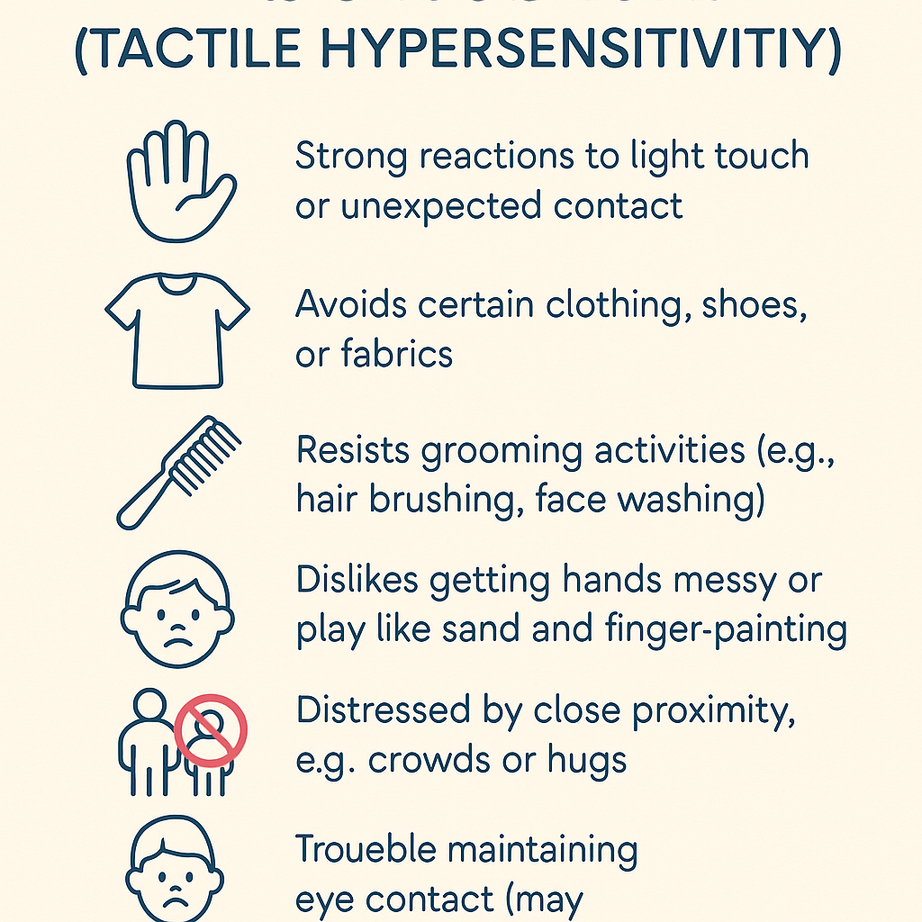 (TACTILE HYPERSENSITIVITIY)
Strong reactions to light touch
or unexpected contact
Avoids certain clothing, shoes,
or fabrics
Resists grooming activities (e.g.,
hair brushing, face washing)
Dislikes getting hands messy or
play like sand and finger-painting
Distressed by close proximity,
e.g. crowds or hugs
Troueble maintaining
eye contact (may